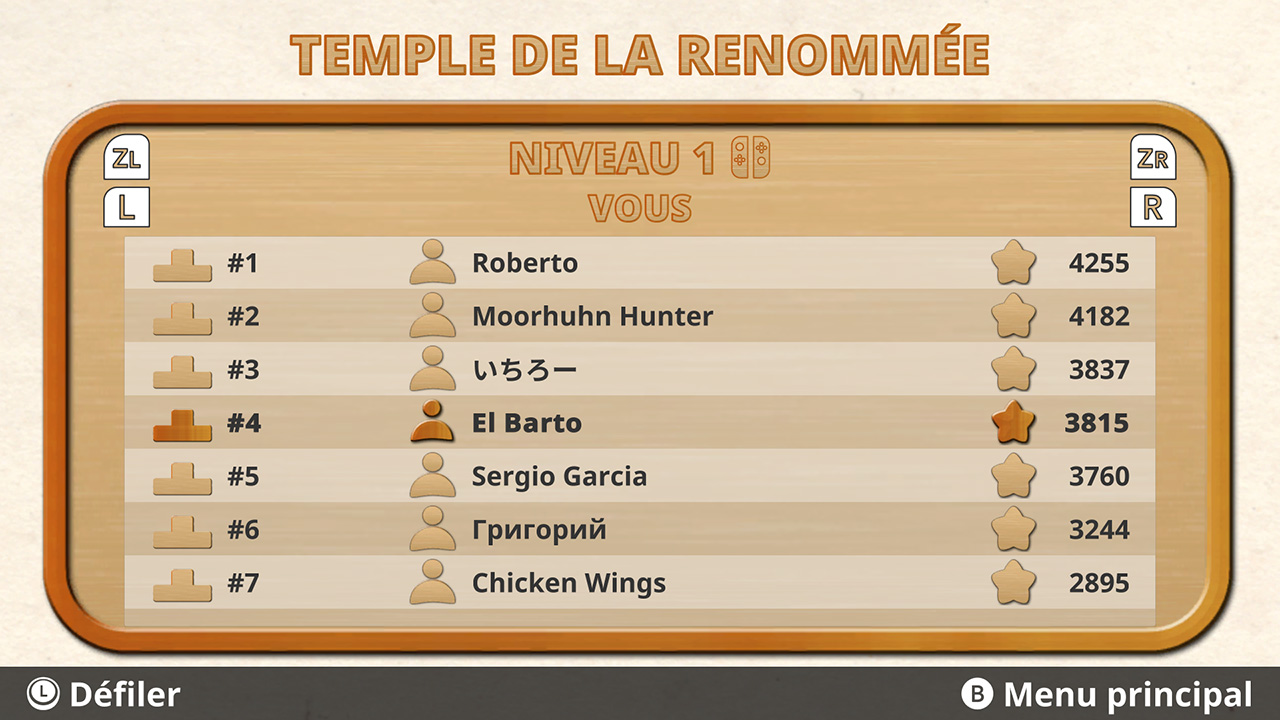 TEMPLE DE LA RENOMMÉE
ZL NIVEAU 1 ZR
L VOUS R
#1 Roberto 4255
#2 Moorhuhn Hunter 4182
#3 いちろー 3837
#4 El Barto 3815
#5 Sergio Garcia 3760
#6 Григорий 3244
#7 Chicken Wings 2895
L Défiler B Menu principal